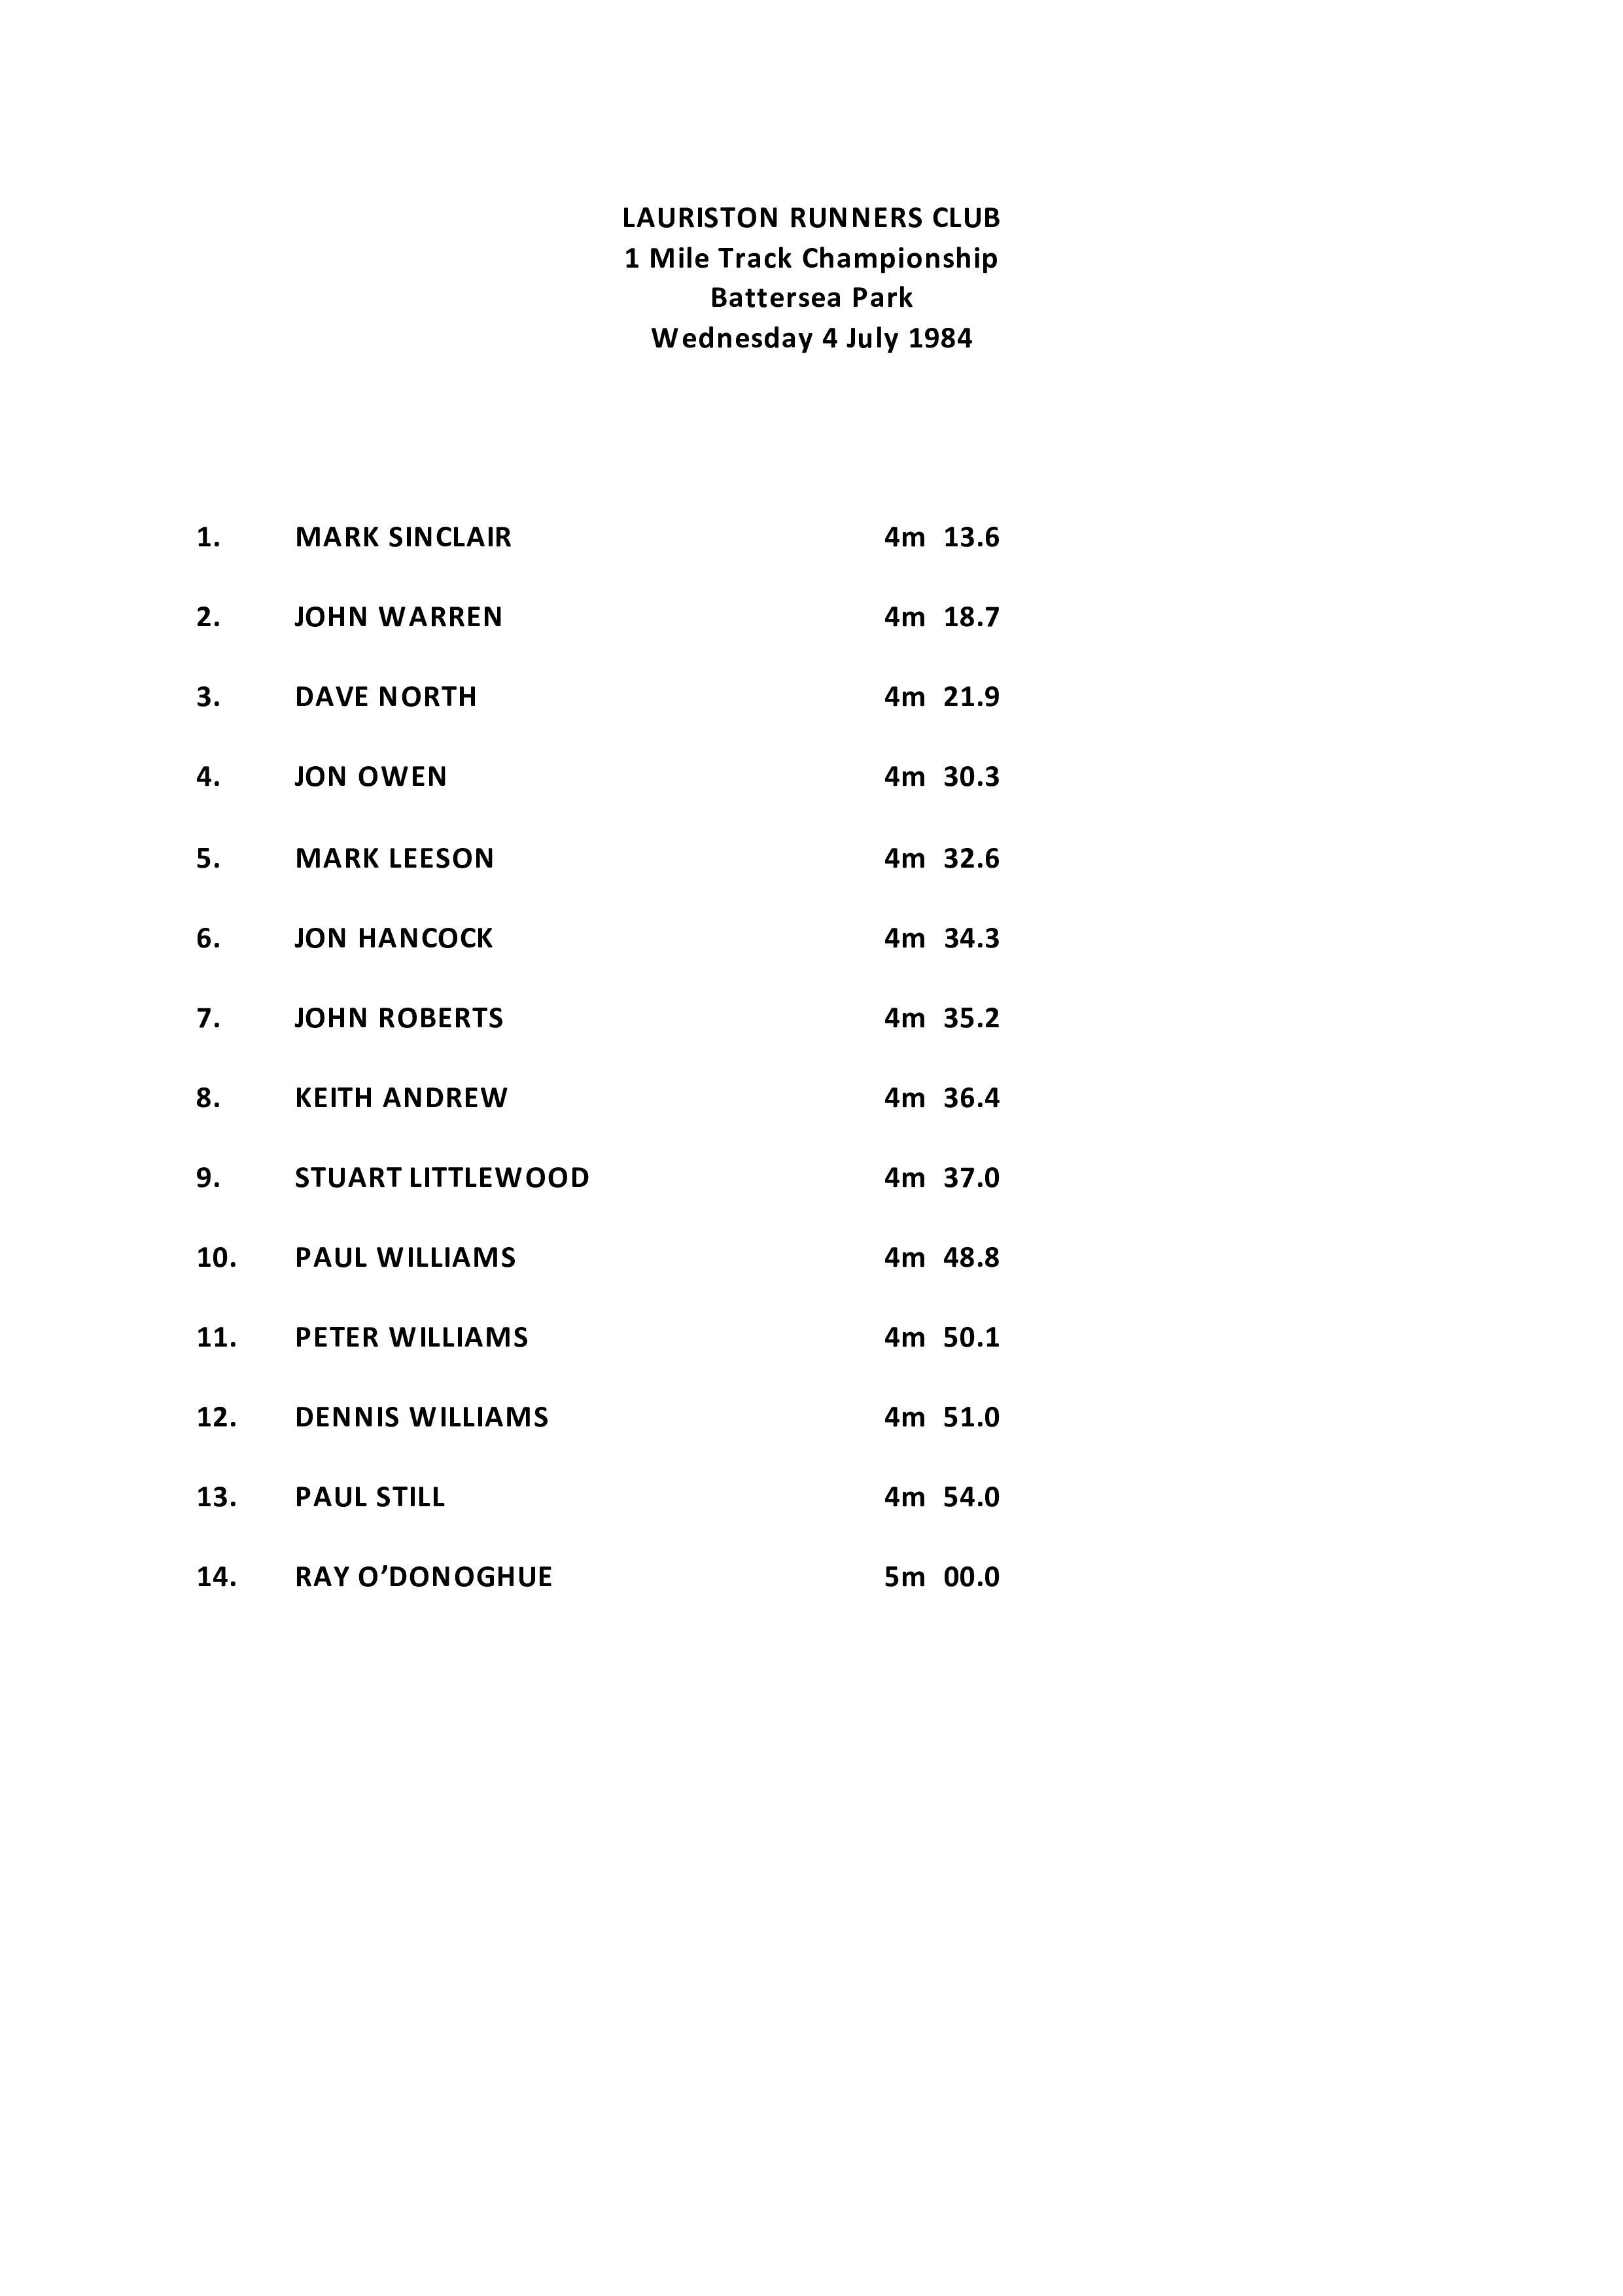 LAURISTON RUNNERS CLUB
1 Mile Track Championship
Battersea Park
Wednesday 4 July 1984
1. MARK SINCLAIR 4m 13.6
2. JOHN WARREN 4m 18.7
3. DAVE NORTH 4m 21.9
4. JON OWEN 4m 30.3
5. MARK LEESON 4m 32.6
6. JON HANCOCK 4m 34.3
7. JOHN ROBERTS 4m 35.2
8. KEITH ANDREW 4m 36.4
9. STUART LITTLEWOOD 4m 37.0
10. PAUL WILLIAMS 4m 48.8
11. PETER WILLIAMS 4m 50.1
12. DENNIS WILLIAMS 4m 51.0
13. PAUL STILL 4m 54.0
14. RAY O’DONOGHUE 5m 00.0